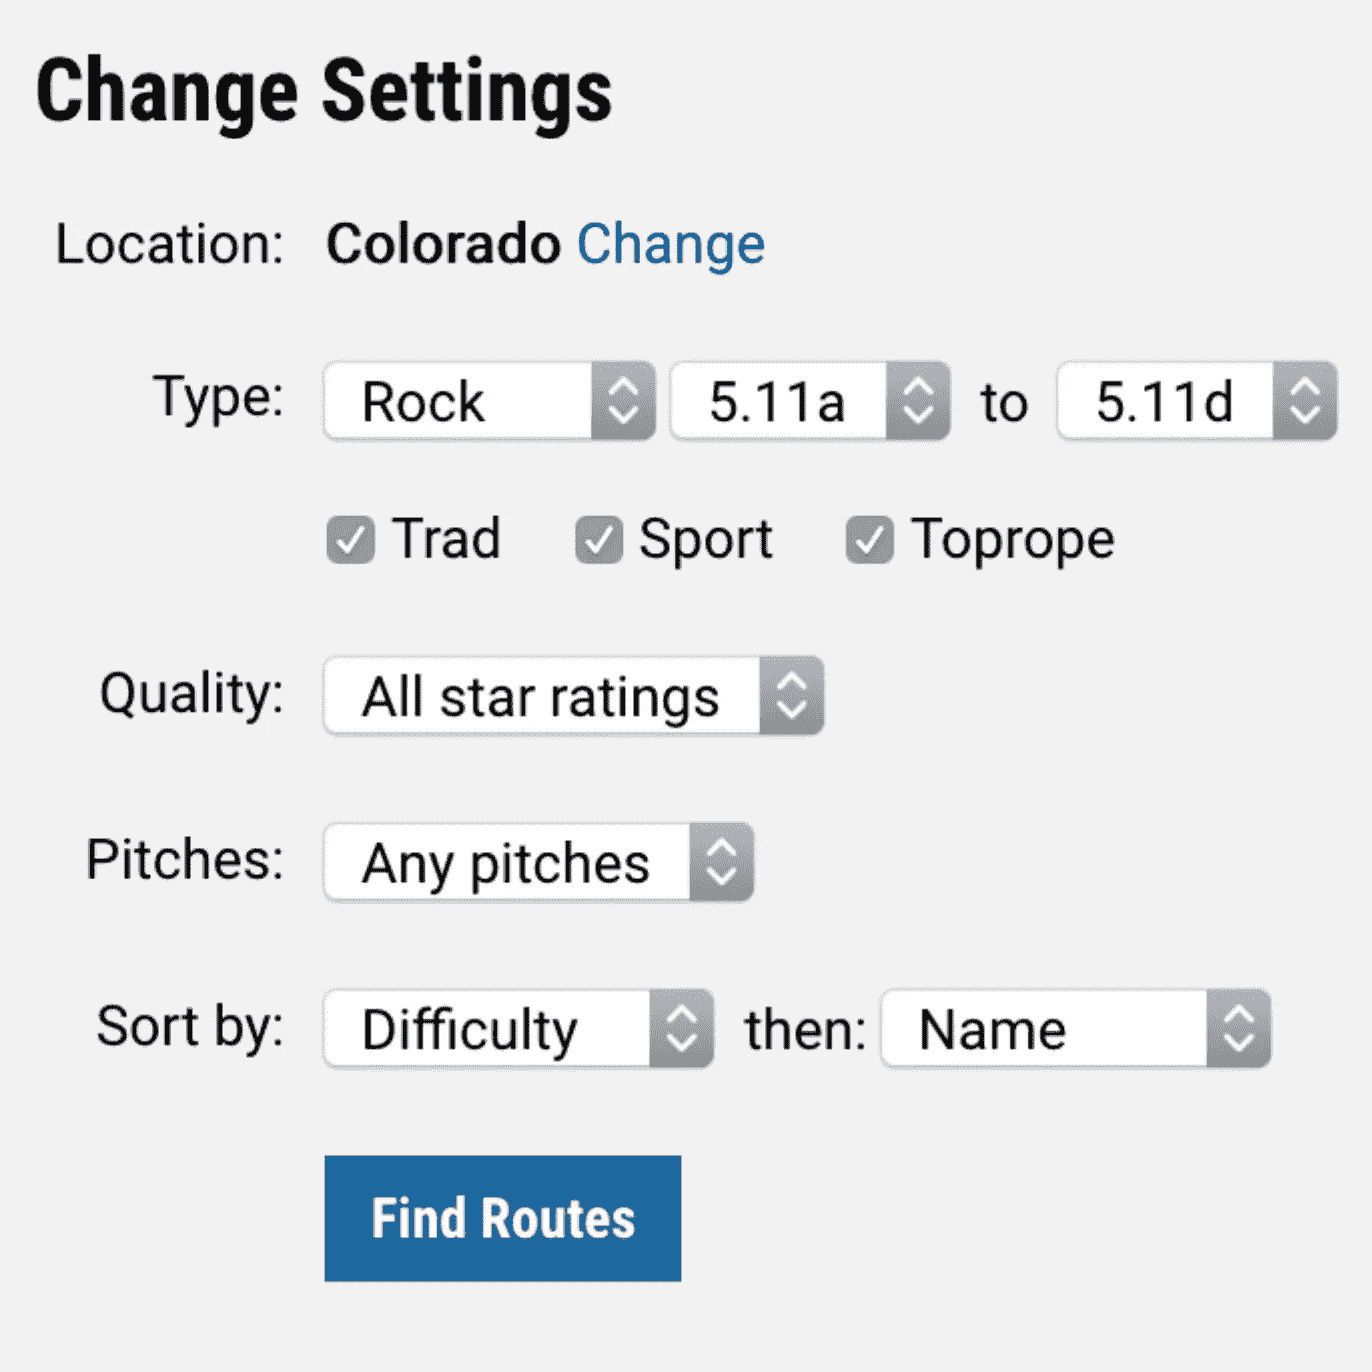 Change Settings
Location: Colorado Change
Type: Rock 5.11a to 5.11d
Trad Sport Toprope
Quality: All star ratings
Pitches: Any pitches
Sort by: Difficulty then: Name
Find Routes